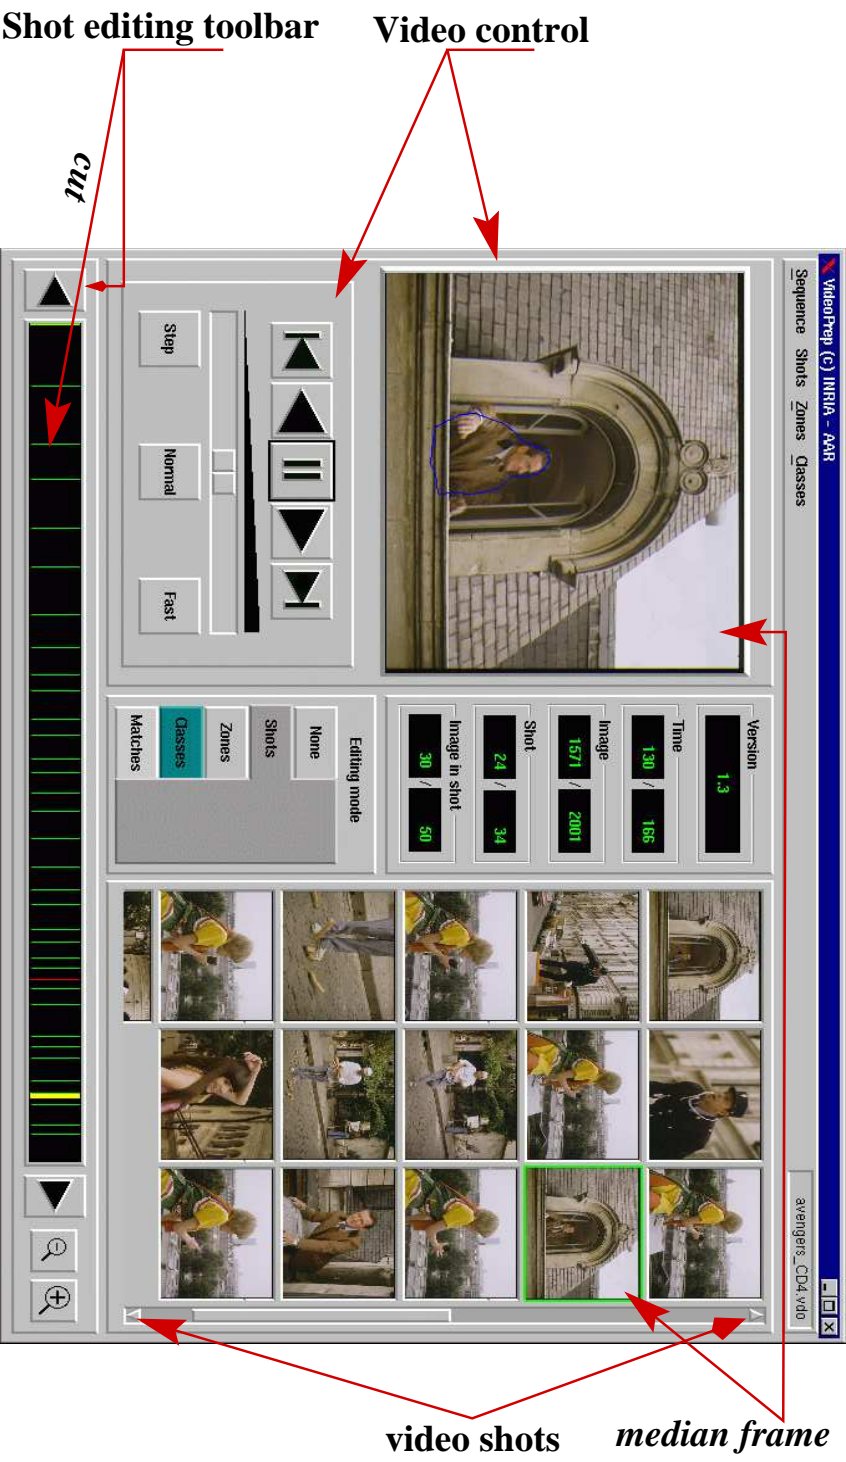 Shot editing toolbar
Video control
cut
VideoPrep (c) INRIA - AAR
Sequence Shots Zones Classes
avengers_CD4.vdo
Version
1.3
Time
130 / 166
Image
1571 / 2001
Shot
24 / 34
Image in shot
30 / 50
Step
Normal
Fast
Editing mode
None
Shots
Zones
Classes
Matches
video shots
median frame